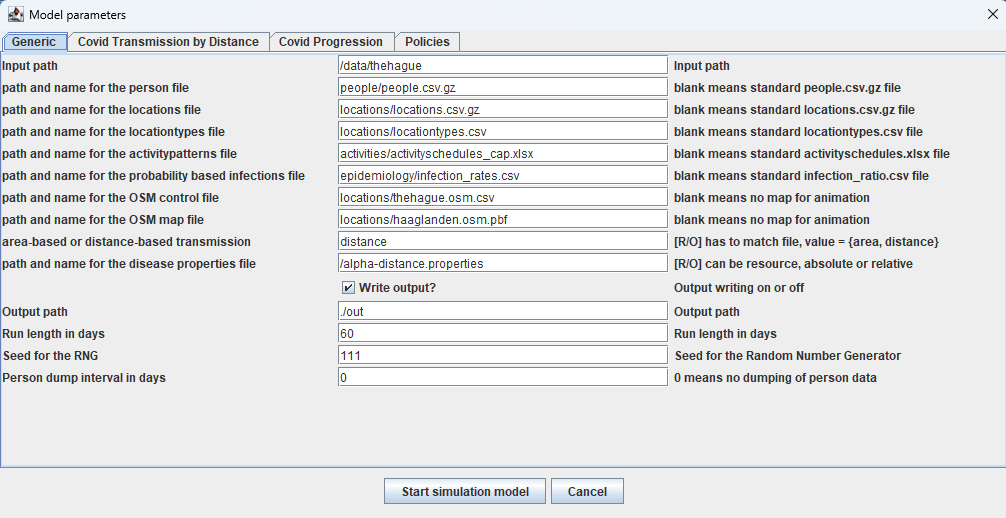 Model parameters
Generic Covid Transmission by Distance Covid Progression Policies
Input path /data/thehague Input path
path and name for the person file people/people.csv.gz blank means standard people.csv.gz file
path and name for the locations file locations/locations.csv.gz blank means standard locations.csv.gz file
path and name for the locationtypes file locations/locationtypes.csv blank means standard locationtypes.csv file
path and name for the activitypatterns file activities/activityschedules_cap.xlsx blank means standard activityschedules.xlsx file
path and name for the probability based infections file epidemiology/infection_rates.csv blank means standard infection_ratio.csv file
path and name for the OSM control file locations/thehague.osm.csv blank means no map for animation
path and name for the OSM map file locations/haaglanden.osm.pbf blank means no map for animation
area-based or distance-based transmission distance [R/O] has to match file, value = {area, distance}
path and name for the disease properties file /alpha-distance.properties [R/O] can be resource, absolute or relative
Write output? Output writing on or off
Output path ./out Output path
Run length in days 60 Run length in days
Seed for the RNG 111 Seed for the Random Number Generator
Person dump interval in days 0 0 means no dumping of person data
Start simulation model Cancel